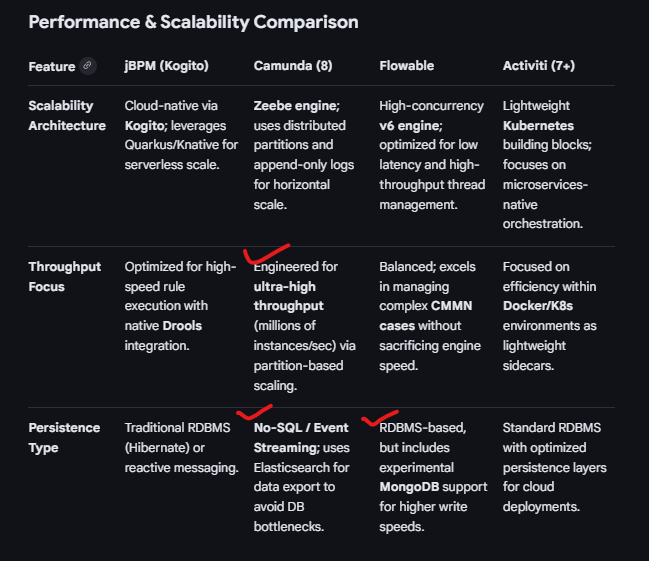 Performance & Scalability Comparison
Feature
jBPM (Kogito)
Camunda (8)
Flowable
Activiti (7+)
Scalability
Architecture
Cloud-native via
Kogito; leverages
Quarkus/Knative for
serverless scale.
Zeebe engine;
uses distributed
partitions and
append-only logs
for horizontal
scale.
High-concurrency
v6 engine;
optimized for low
latency and high-
throughput thread
management.
Lightweight
Kubernetes
building blocks;
focuses on
microservices-
native
orchestration.
Throughput
Focus
Optimized for high-
speed rule
execution with
native Drools
integration.
Engineered for
ultra-high
throughput
(millions of
instances/sec) via
partition-based
scaling.
Balanced; excels
in managing
complex CMMN
cases without
sacrificing engine
speed.
Focused on
efficiency within
Docker/K8s
environments as
lightweight
sidecars.
Persistence
Type
Traditional RDBMS
(Hibernate) or
reactive messaging.
No-SQL / Event
Streaming; uses
Elasticsearch for
data export to
avoid DB
bottlenecks.
RDBMS-based,
but includes
experimental
MongoDB support
for higher write
speeds.
Standard RDBMS
with optimized
persistence layers
for cloud
deployments.